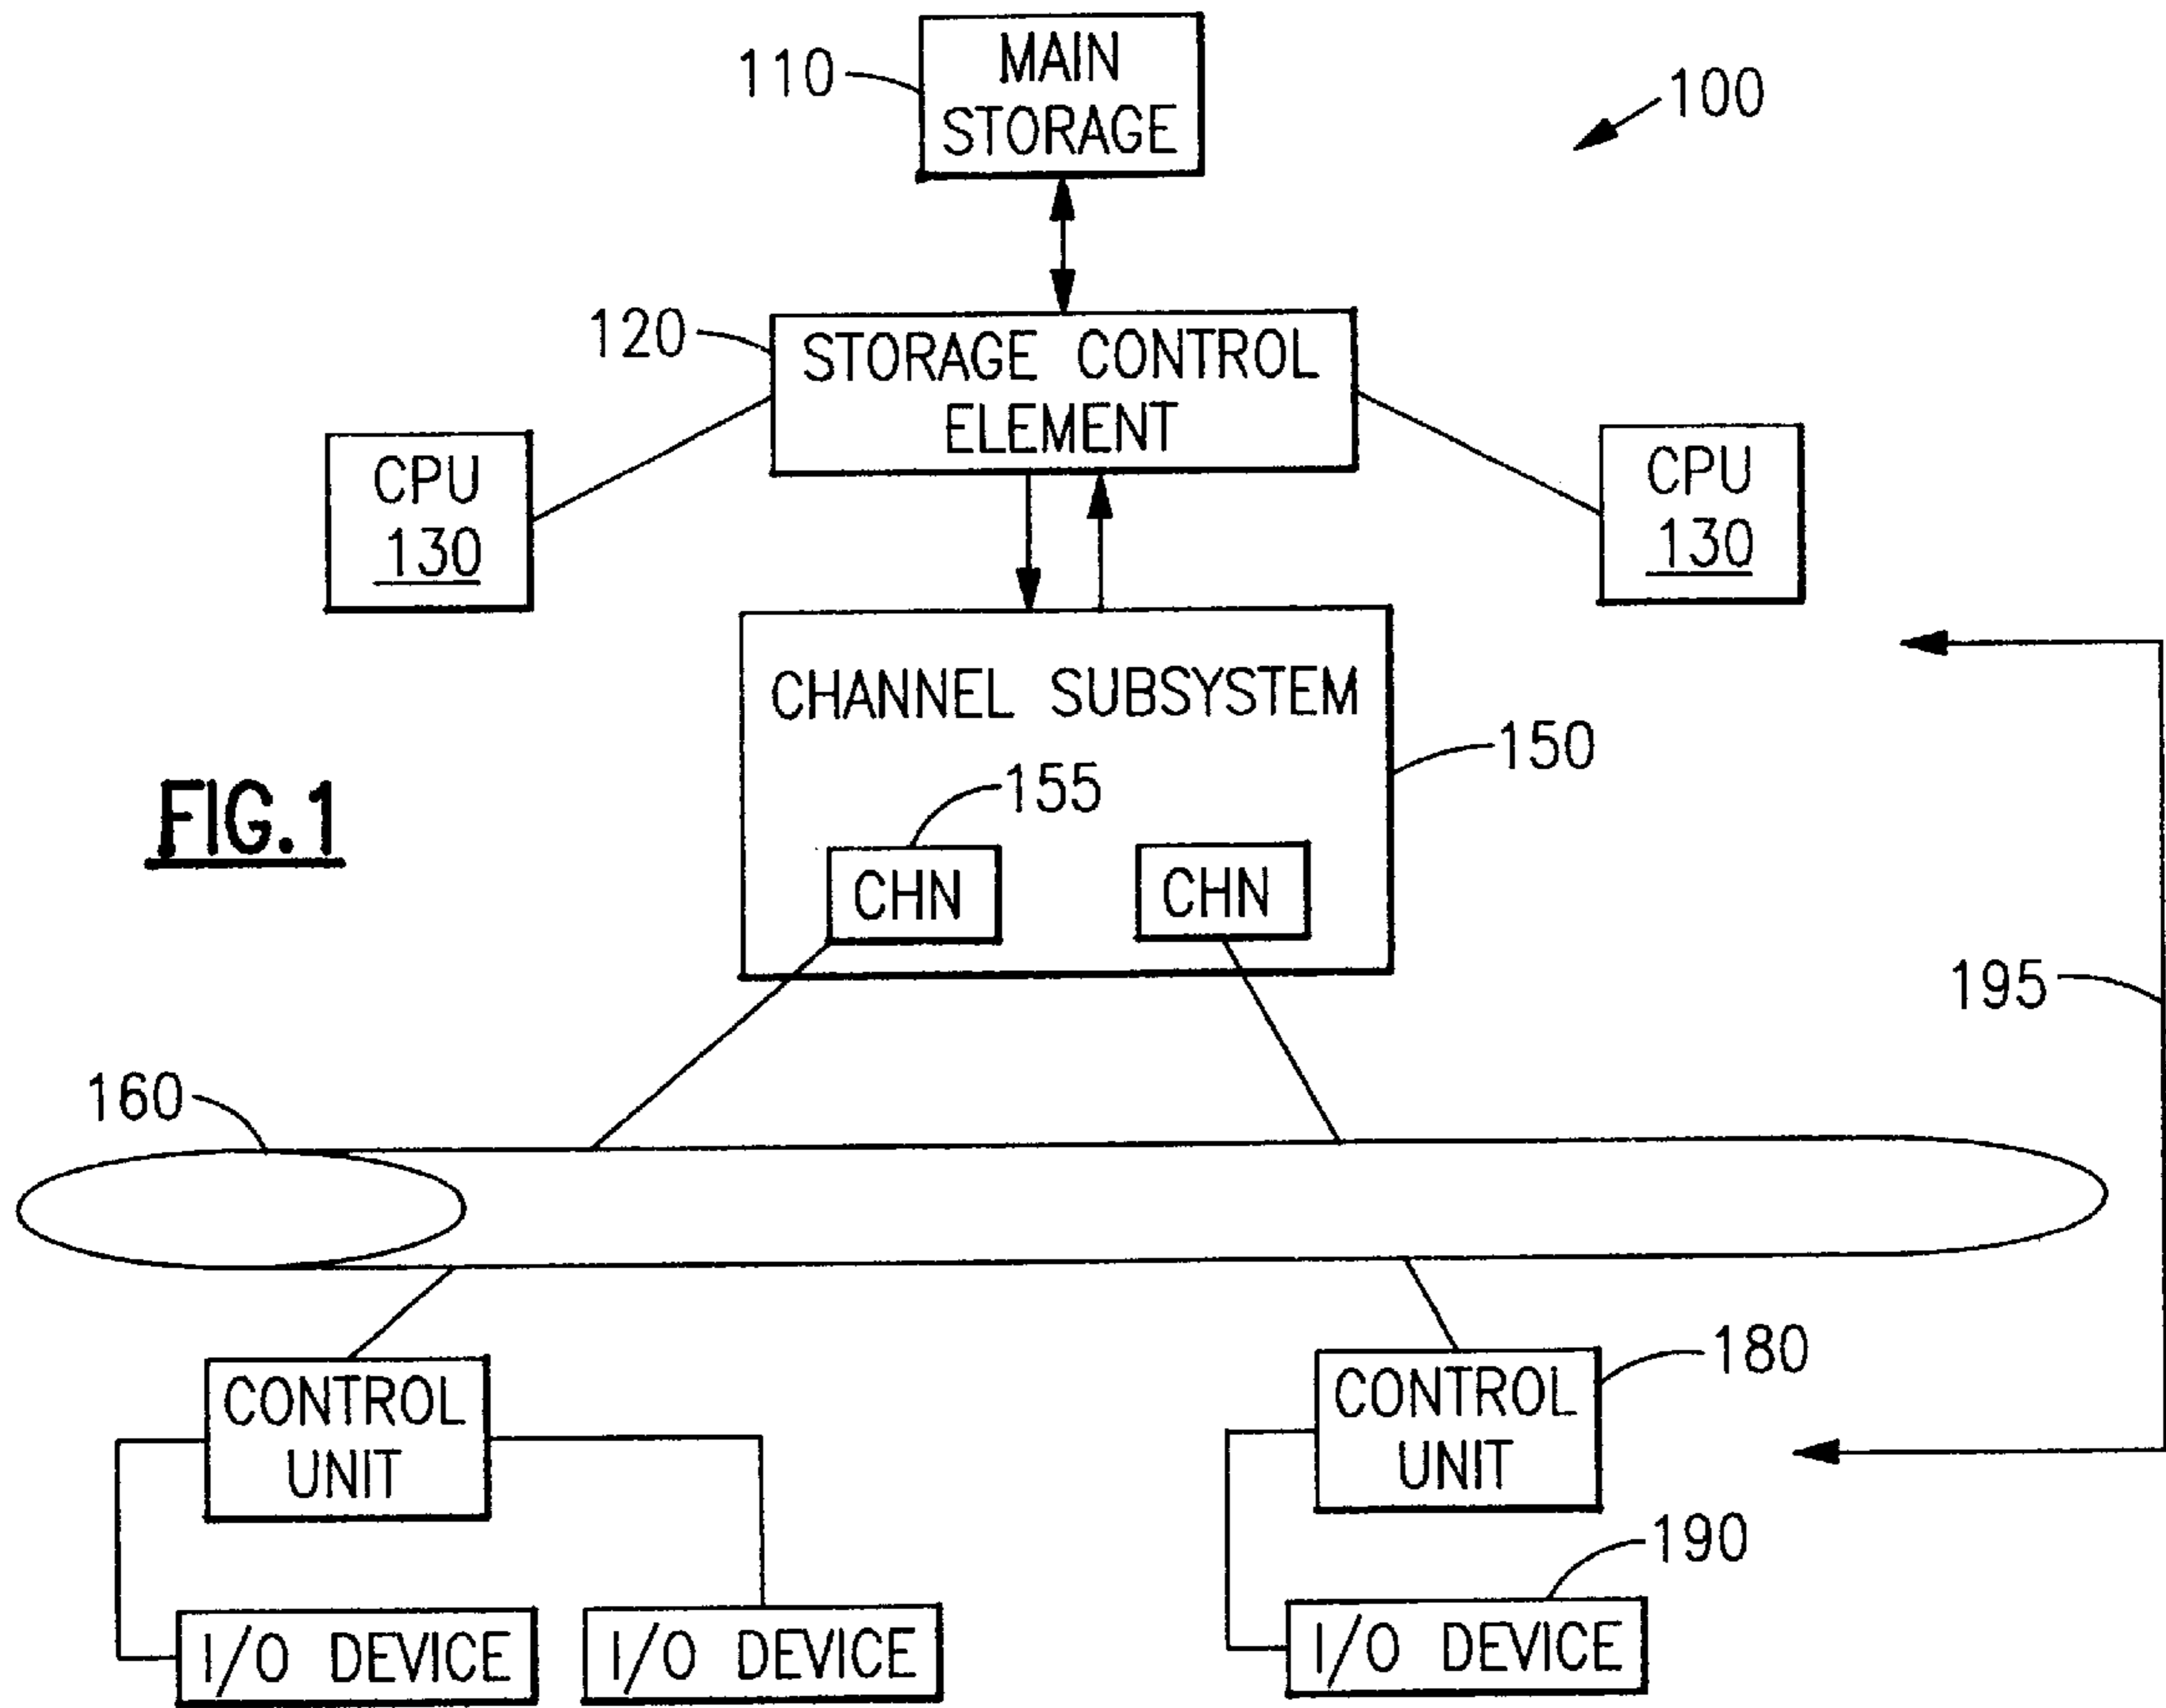 MAIN
STORAGE
110
100
120
STORAGE CONTROL
ELEMENT
CPU
130
CPU
130
CHANNEL SUBSYSTEM
150
155
FIG.1
CHN
CHN
195
160
CONTROL
UNIT
180
CONTROL
UNIT
190
I/O DEVICE
I/O DEVICE
I/O DEVICE